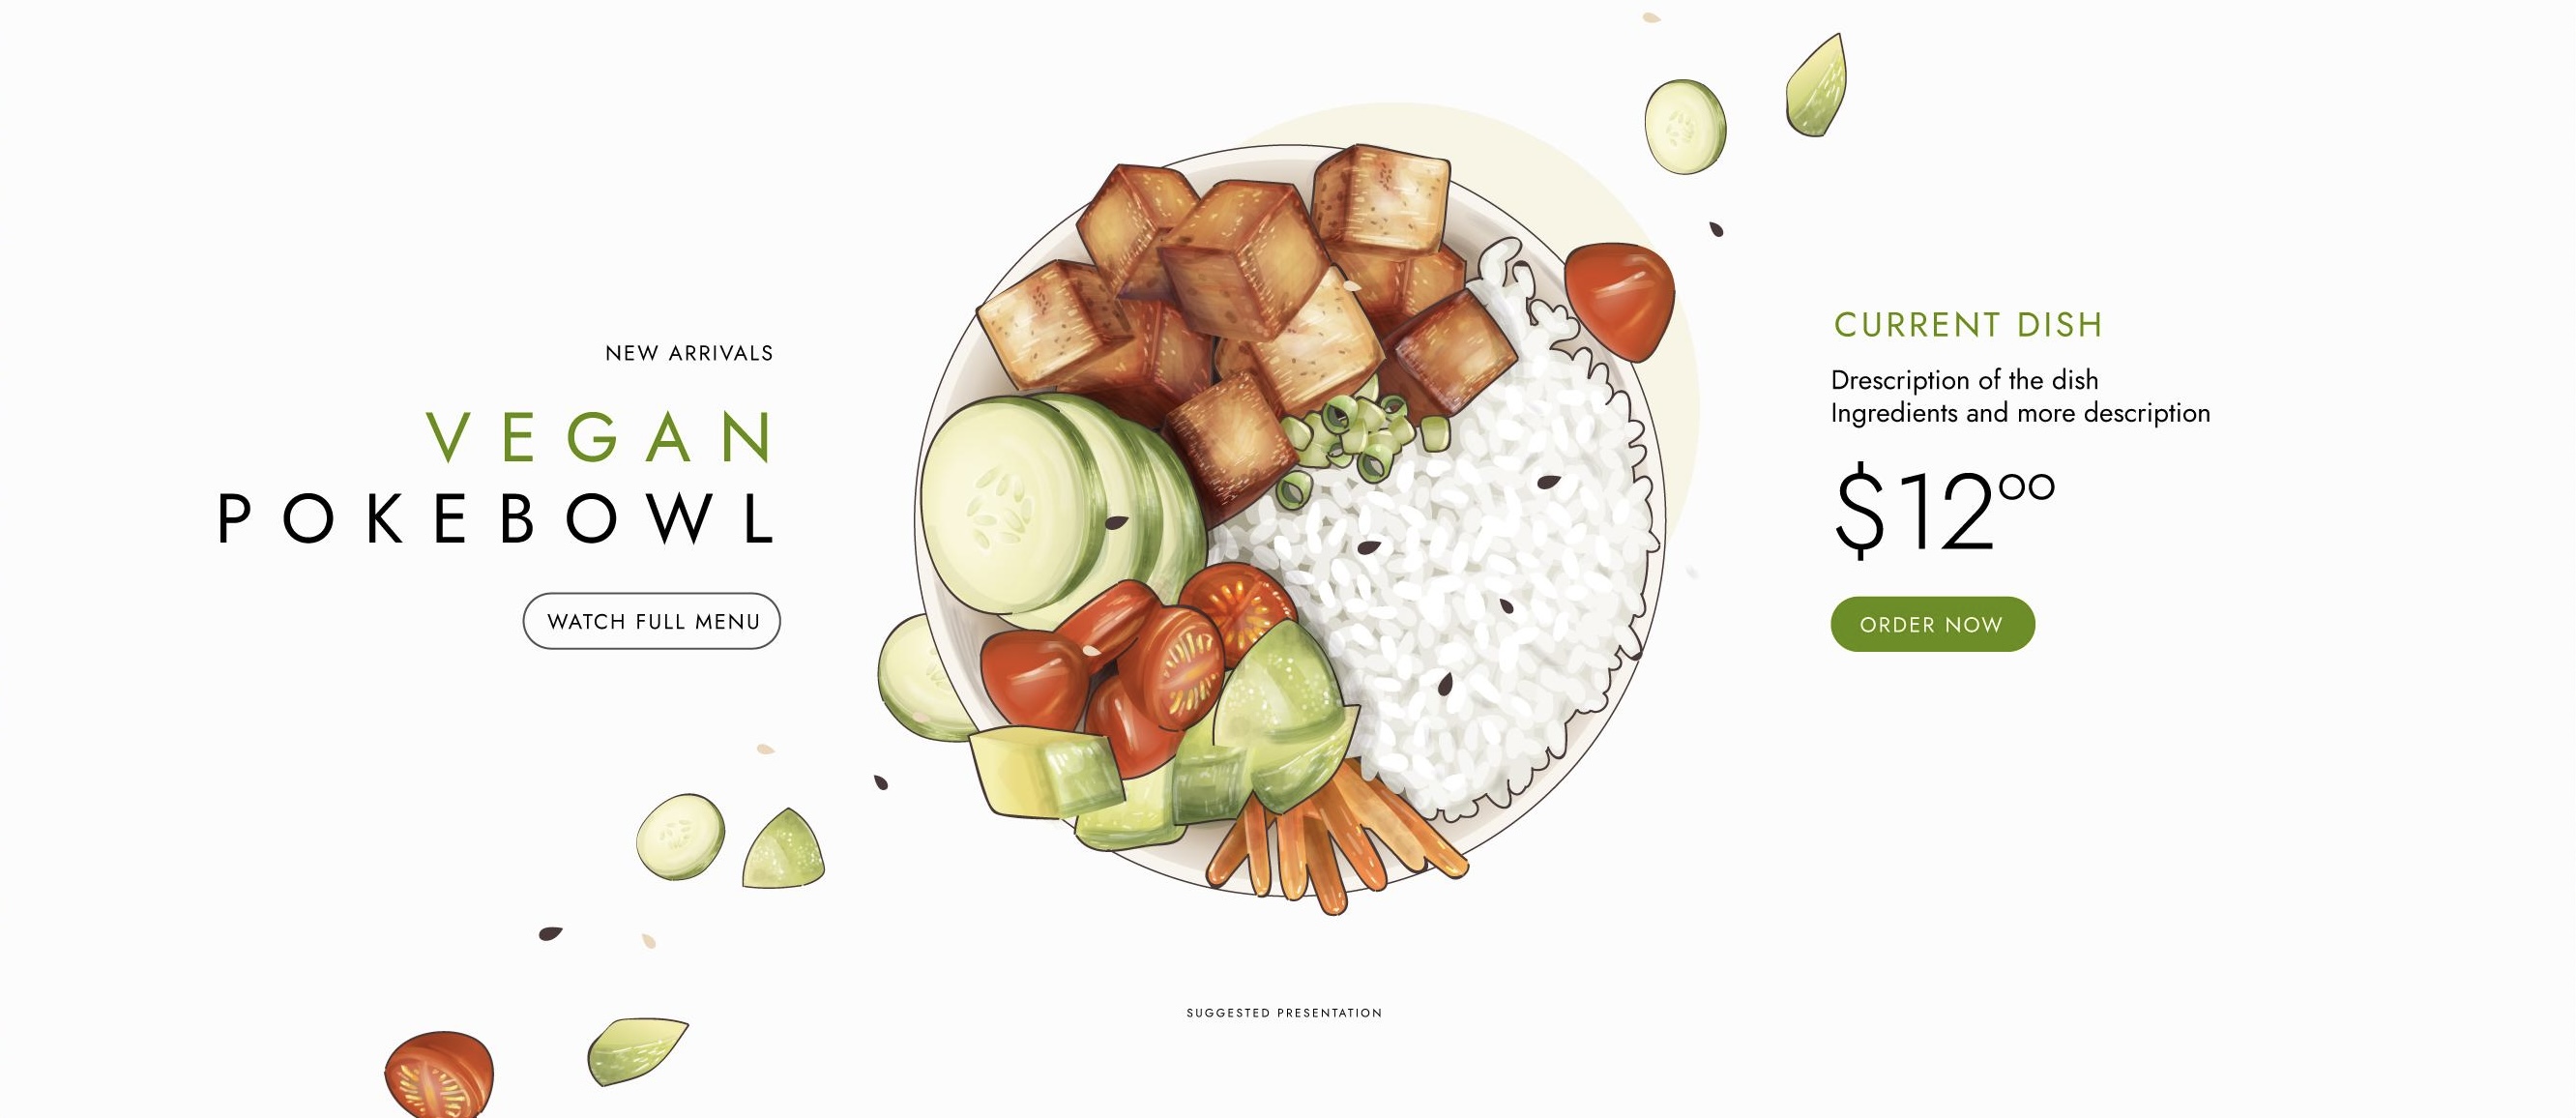 NEW ARRIVALS
VEGAN
POKEBOWL
WATCH FULL MENU
CURRENT DISH
Drescription of the dish
Ingredients and more description
$12⁰⁰
ORDER NOW
SUGGESTED PRESENTATION